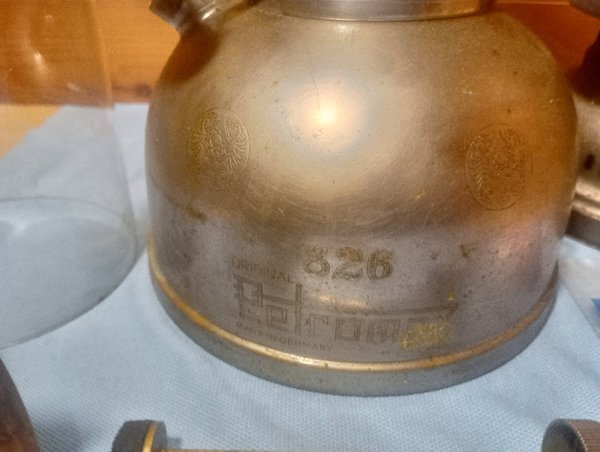 ORIGINAL 826
Petromax
MADE IN GERMANY